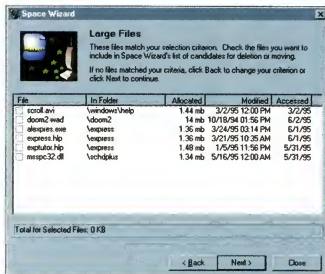 Space Wizard
Large Files
These files match your selection criterion. Check the files you want to
include in Space Wizard's list of candidates for deletion or moving.
If no files matched your criteria, click Back to change your criterion or
click Next to continue.
File In Folder Allocated Modified Accessed
scroll.avi \windows\help 1.44 mb 3/2/95 12:00 PM 3/2/95
doom2.wad \doom2 14 mb 10/18/94 01:56 PM 6/2/95
alexpires.exe \express 1.36 mb 3/24/95 03:14 PM 6/1/95
express.hlp \express 1.36 mb 3/21/95 10:35 AM 6/1/95
exptutor.hlp \express 1.48 mb 1/5/95 11:56 PM 5/31/95
msspc32.dll \schdplus 1.34 mb 5/16/95 12:00 AM 5/31/95
Total for Selected Files: 0 KB
< Back Next > Close